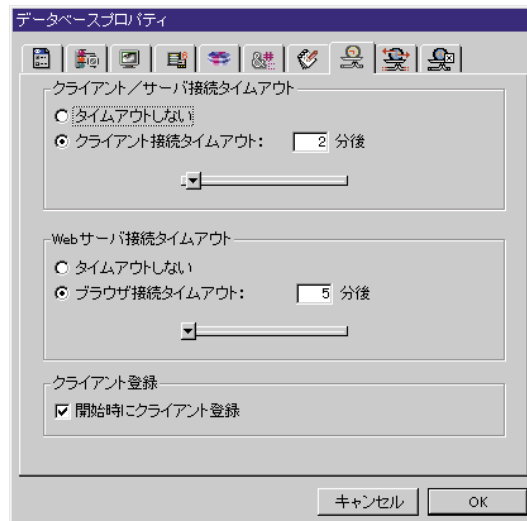 データベースプロパティ
クライアント／サーバ接続タイムアウト
タイムアウトしない
クライアント接続タイムアウト： 2 分後
Webサーバ接続タイムアウト
タイムアウトしない
ブラウザ接続タイムアウト： 5 分後
クライアント登録
開始時にクライアント登録
キャンセル OK